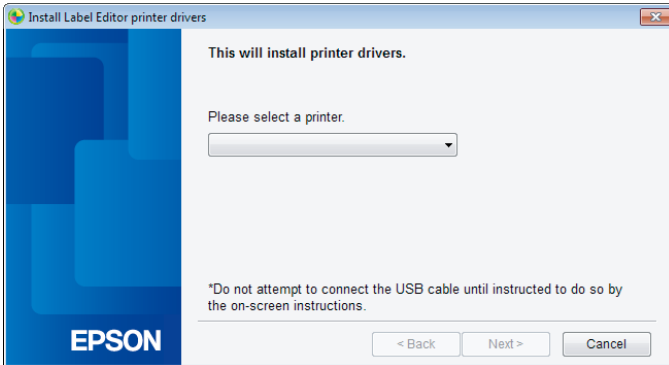 Install Label Editor printer drivers
This will install printer drivers.
Please select a printer.
*Do not attempt to connect the USB cable until instructed to do so by
the on-screen instructions.
EPSON
< Back
Next >
Cancel